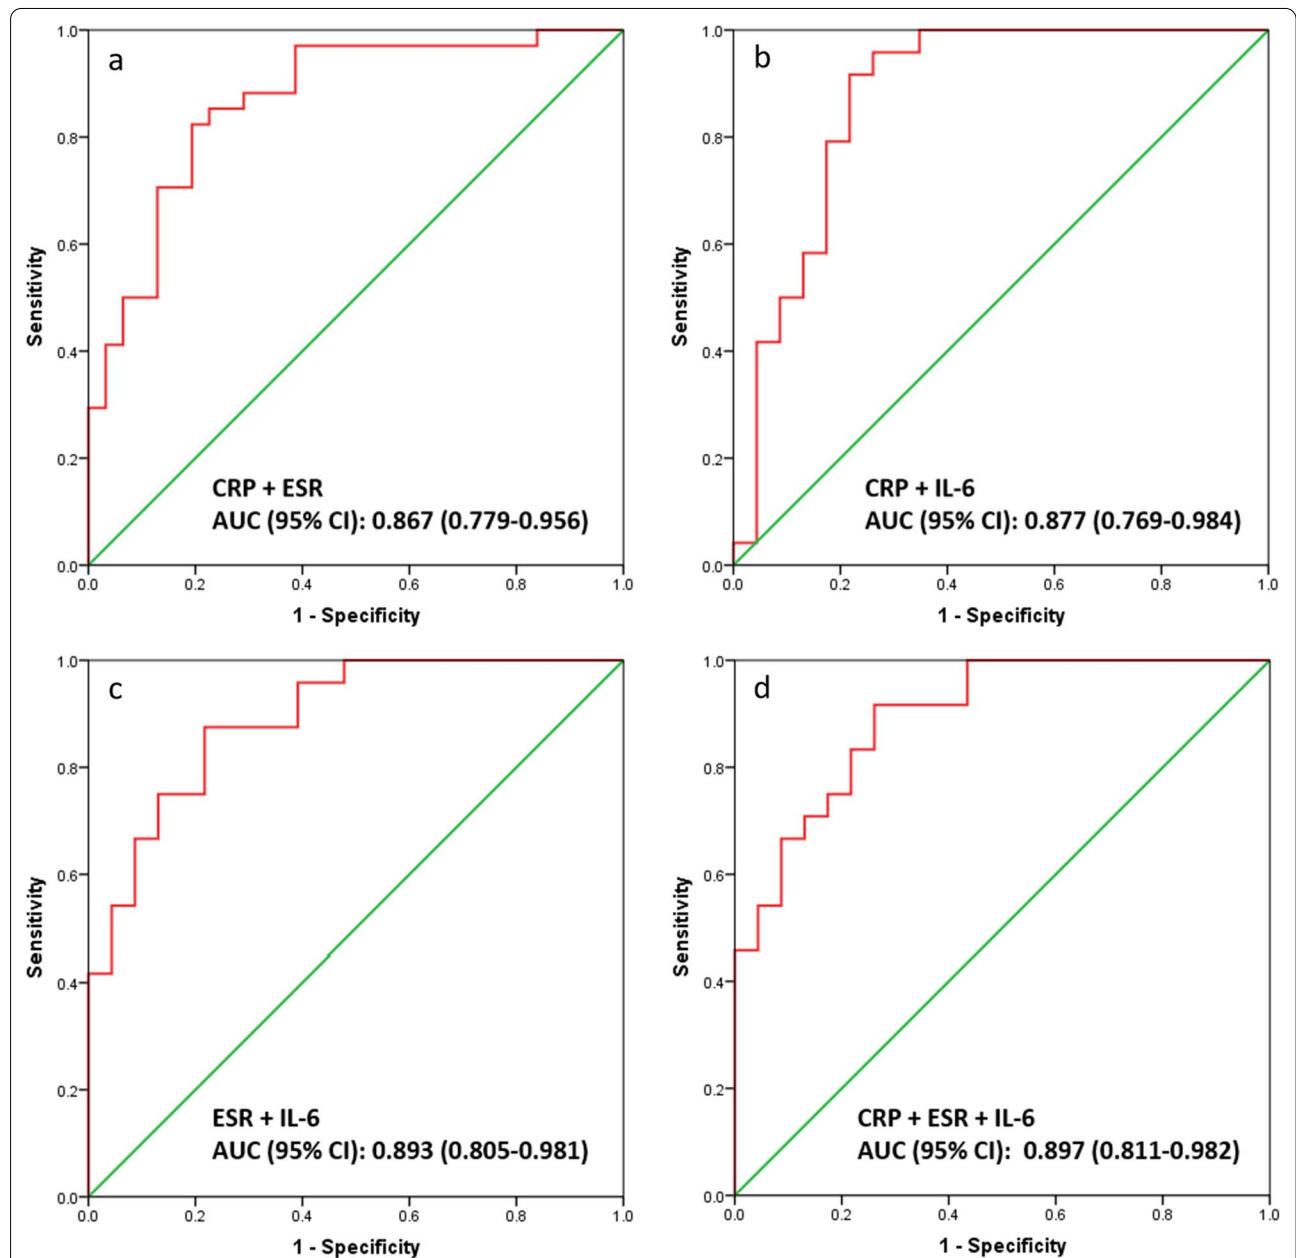 a
1.0
0.8
0.6
0.4
0.2
0.0
Sensitivity
CRP + ESR
AUC (95% CI): 0.867 (0.779-0.956)
0.0 0.2 0.4 0.6 0.8 1.0
1 - Specificity
b
1.0
0.8
0.6
0.4
0.2
0.0
Sensitivity
CRP + IL-6
AUC (95% CI): 0.877 (0.769-0.984)
0.0 0.2 0.4 0.6 0.8 1.0
1 - Specificity
c
1.0
0.8
0.6
0.4
0.2
0.0
Sensitivity
ESR + IL-6
AUC (95% CI): 0.893 (0.805-0.981)
0.0 0.2 0.4 0.6 0.8 1.0
1 - Specificity
d
1.0
0.8
0.6
0.4
0.2
0.0
Sensitivity
CRP + ESR + IL-6
AUC (95% CI): 0.897 (0.811-0.982)
0.0 0.2 0.4 0.6 0.8 1.0
1 - Specificity